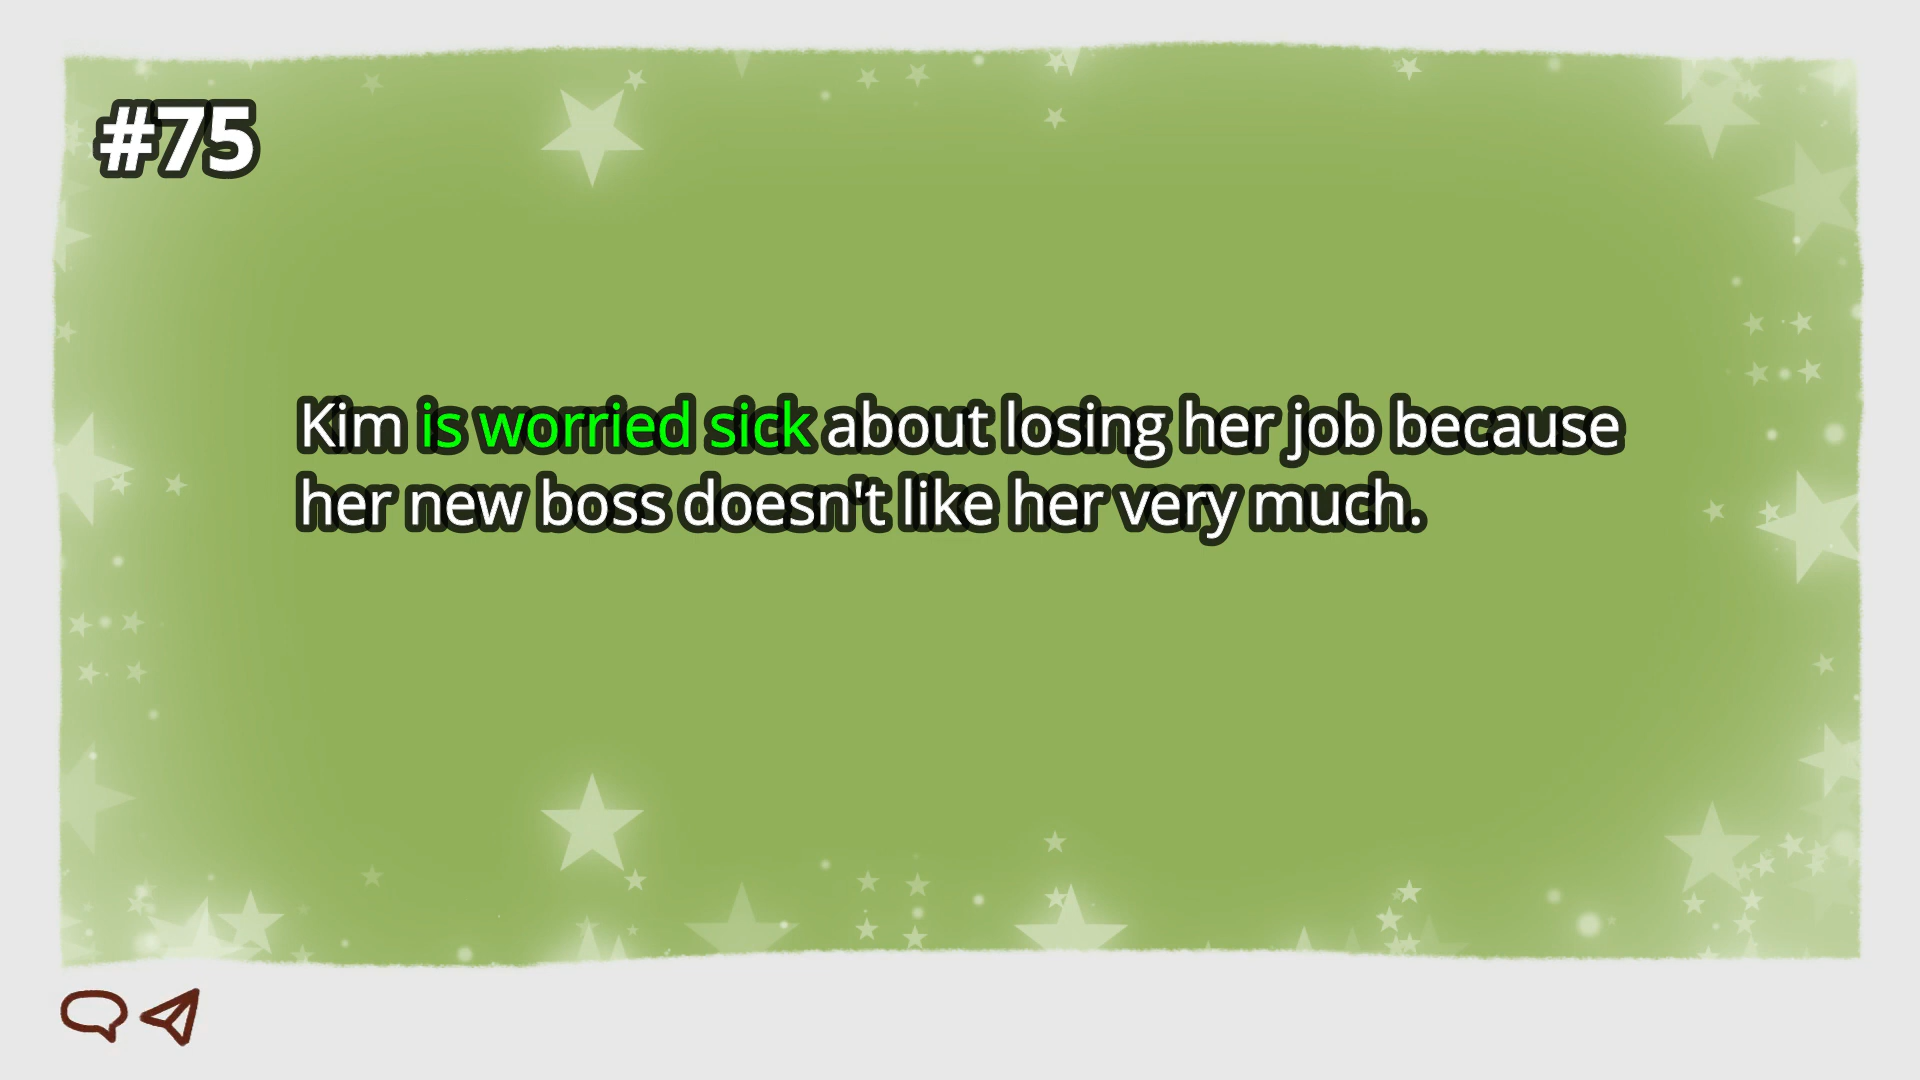 #75
Kim is worried sick about losing her job because
her new boss doesn't like her very much.